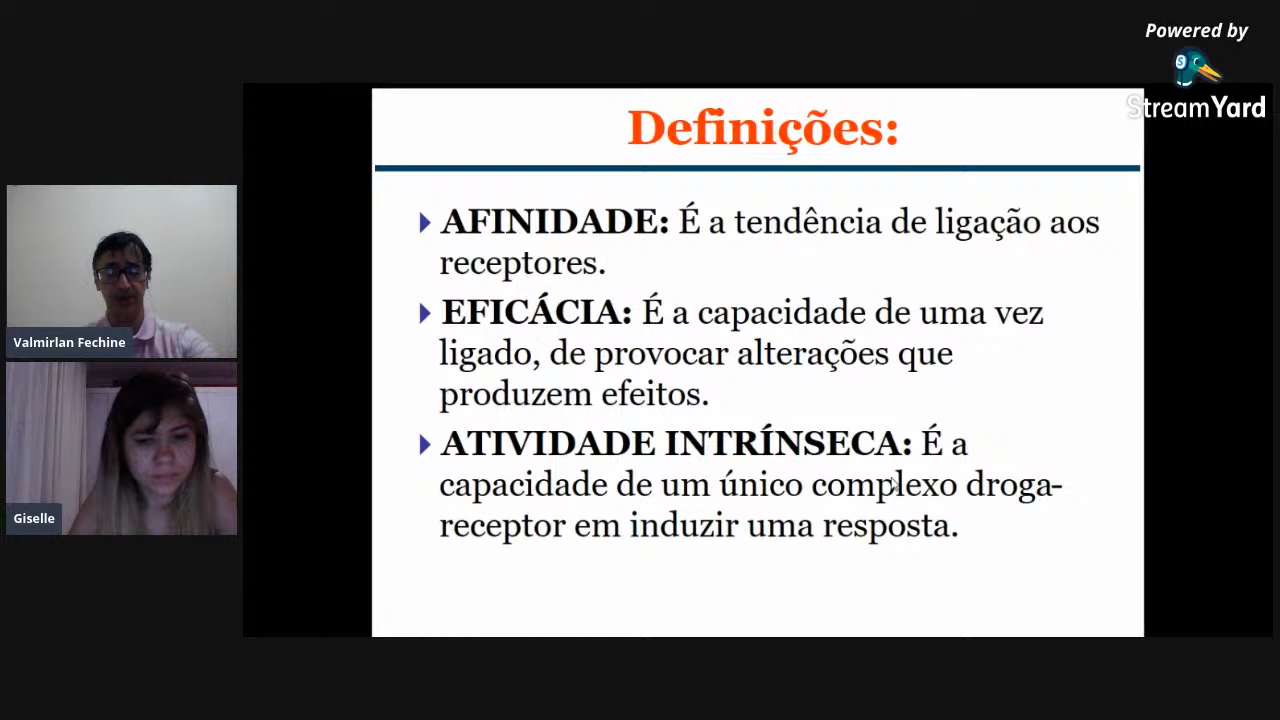 Powered by
StreamYard
Definições:
AFINIDADE: É a tendência de ligação aos
receptores.
EFICÁCIA: É a capacidade de uma vez
ligado, de provocar alterações que
produzem efeitos.
ATIVIDADE INTRÍNSECA: É a
capacidade de um único complexo droga-
receptor em induzir uma resposta.
Valmirlan Fechine
Giselle